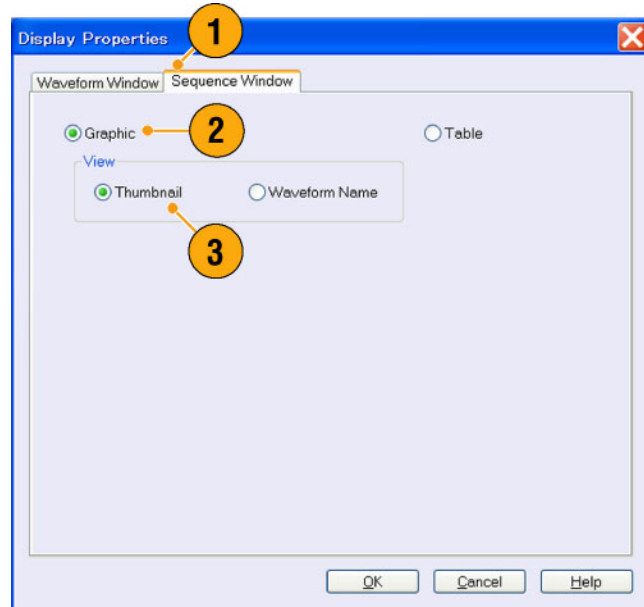 Display Properties
1
Waveform Window Sequence Window
Graphic 2 Table
View
Thumbnail Waveform Name
3
OK Cancel Help